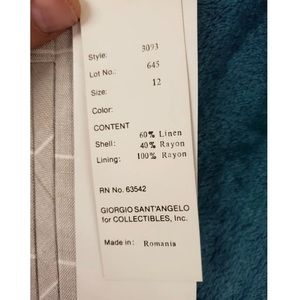 Style: 3093
Lot No.: 645
Size: 12
Color:
CONTENT
60% Linen
Shell: 40% Rayon
Lining: 100% Rayon
RN No. 63542
GIORGIO SANT'ANGELO
for COLLECTIBLES, Inc.
Made in: Romania